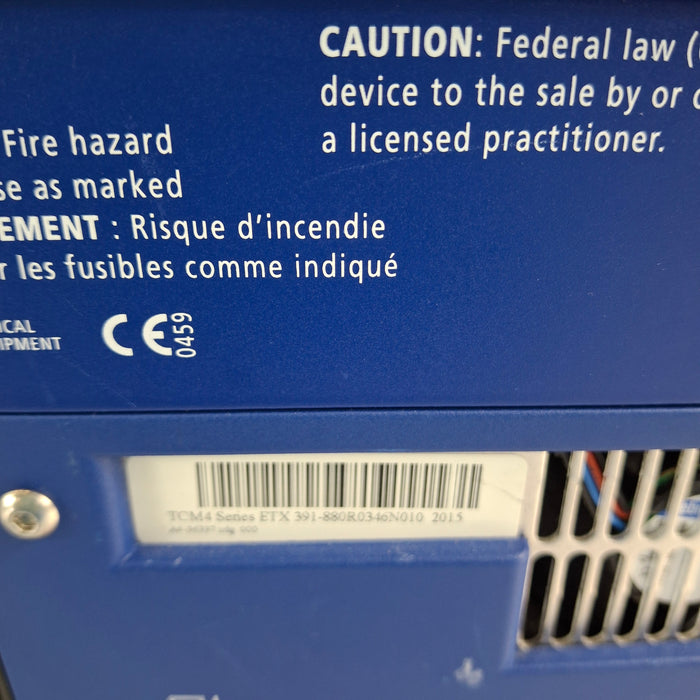 CAUTION: Federal law (
device to the sale by or
a licensed practitioner.
Fire hazard
se as marked
EMENT : Risque d'incendie
r les fusibles comme indiqué
ICAL
IPMENT
CE 0459
TCM4 Series ETX 391-880R0346N010 2015